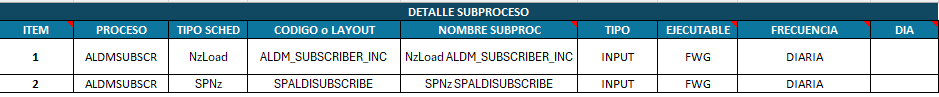 DETALLE SUBPROCESO
ITEM PROCESO TIPO SCHED CODIGO o LAYOUT NOMBRE SUBPROC TIPO EJECUTABLE FRECUENCIA DIA
1 ALDMSUBSCR NzLoad ALDM_SUBSCRIBER_INC NzLoad ALDM_SUBSCRIBER_INC INPUT FWG DIARIA
2 ALDMSUBSCR SPNz SPALDISUBSCRIBE SPNz SPALDISUBSCRIBE INPUT FWG DIARIA